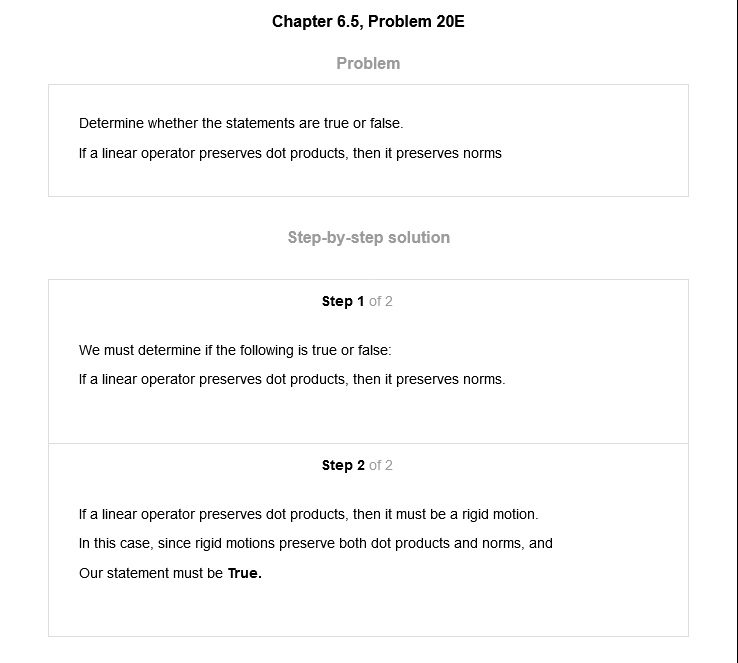 Chapter 6.5, Problem 20E
Problem
Determine whether the statements are true or false.
If a linear operator preserves dot products, then it preserves norms
Step-by-step solution
Step 1 of 2
We must determine if the following is true or false:
If a linear operator preserves dot products, then it preserves norms.
Step 2 of 2
If a linear operator preserves dot products, then it must be a rigid motion.
In this case, since rigid motions preserve both dot products and norms, and
Our statement must be True.